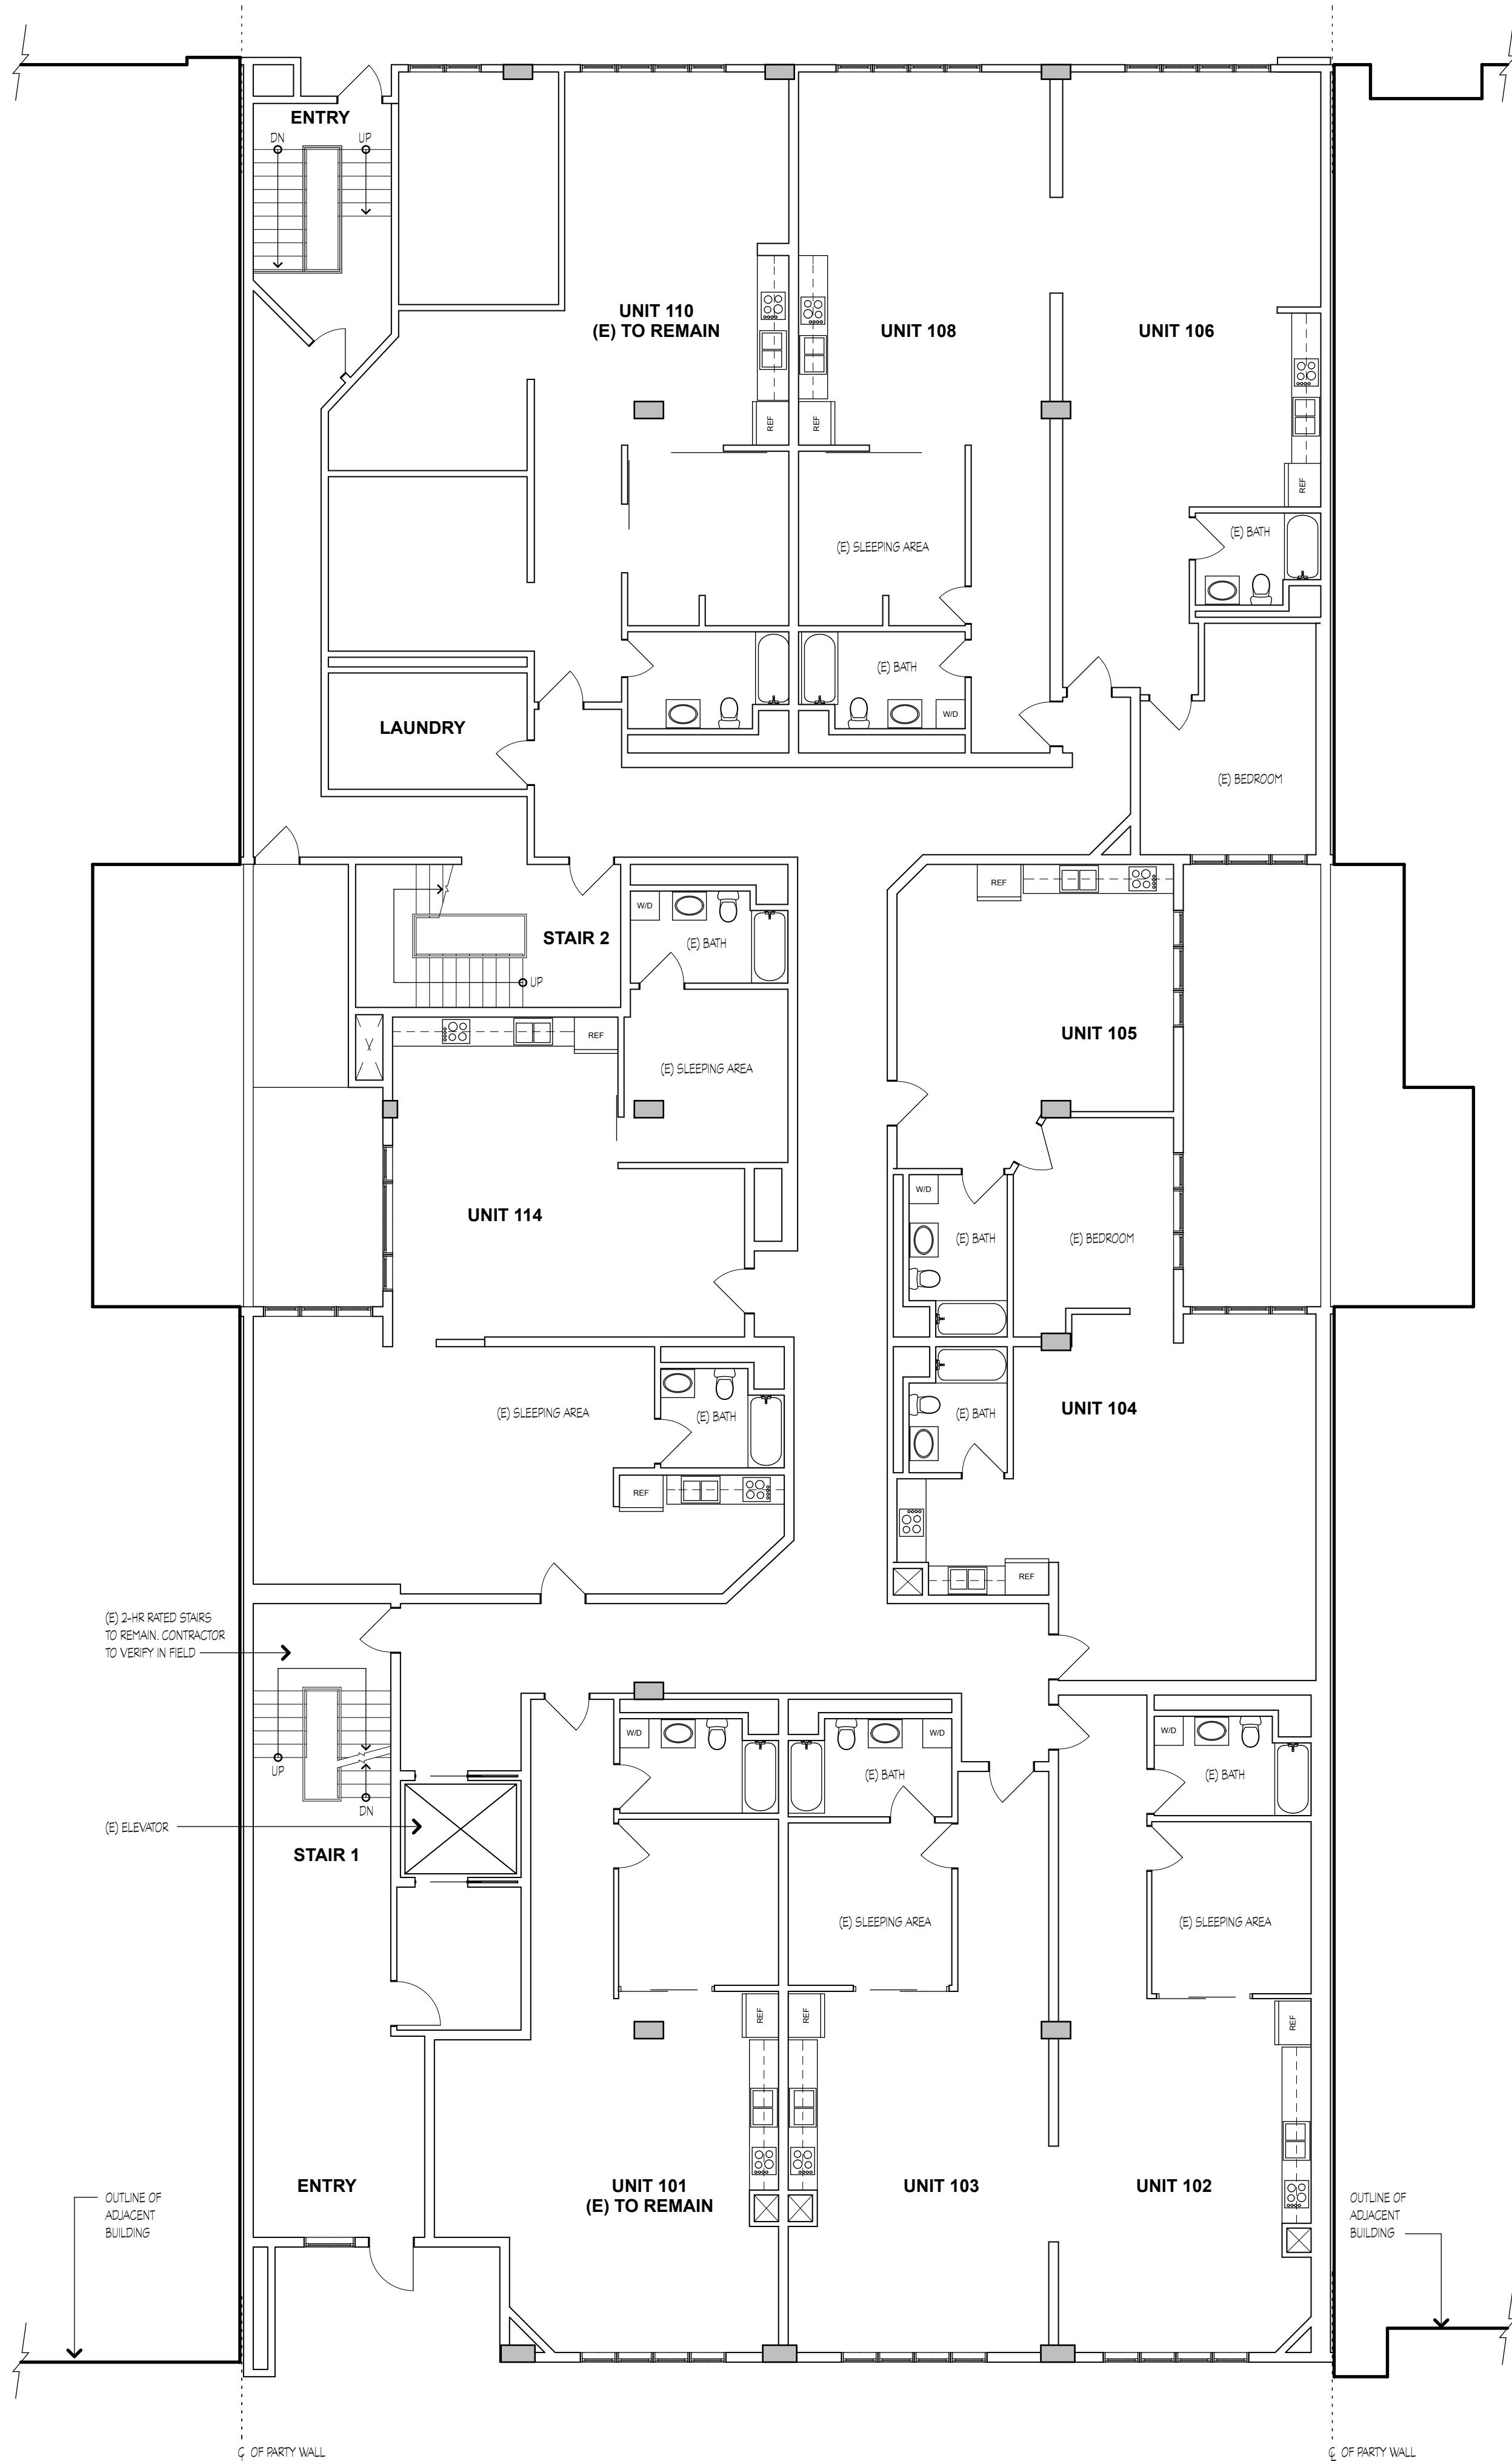 ENTRY
DN
UP
UNIT 110
(E) TO REMAIN
UNIT 108
UNIT 106
REF
REF
REF
(E) BATH
(E) SLEEPING AREA
(E) BATH
W/D
LAUNDRY
(E) BEDROOM
REF
W/D
STAIR 2
(E) BATH
UP
REF
UNIT 105
(E) SLEEPING AREA
W/D
UNIT 114
(E) BATH
(E) BEDROOM
(E) SLEEPING AREA
(E) BATH
(E) BATH
UNIT 104
REF
REF
(E) 2-HR RATED STAIRS
TO REMAIN. CONTRACTOR
TO VERIFY IN FIELD
W/D
W/D
W/D
UP
(E) BATH
(E) BATH
DN
(E) ELEVATOR
STAIR 1
(E) SLEEPING AREA
(E) SLEEPING AREA
REF
REF
REF
ENTRY
UNIT 101
(E) TO REMAIN
UNIT 103
UNIT 102
OUTLINE OF
ADJACENT
BUILDING
OUTLINE OF
ADJACENT
BUILDING
℄ OF PARTY WALL
℄ OF PARTY WALL